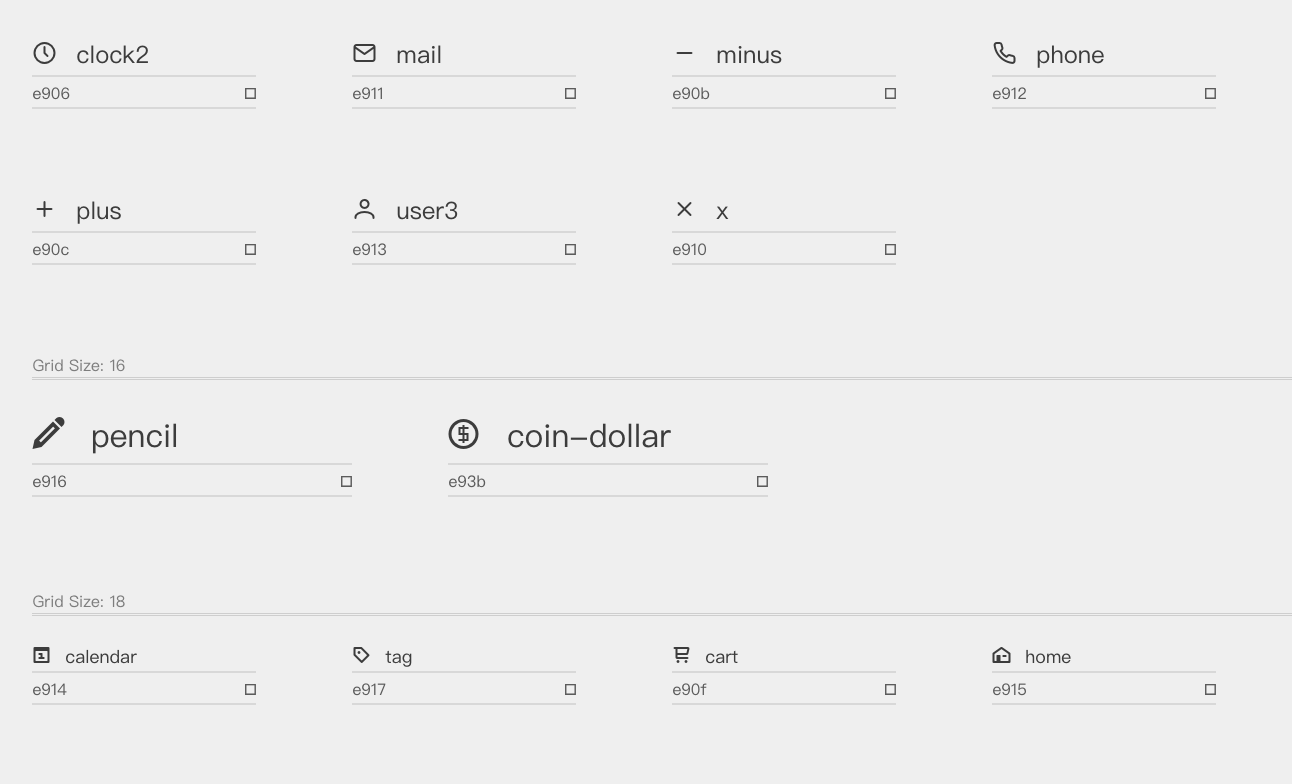 clock2 mail minus phone
e906 e911 e90b e912
plus user3 x
e90c e913 e910
Grid Size: 16
pencil coin-dollar
e916 e93b
Grid Size: 18
calendar tag cart home
e914 e917 e90f e915